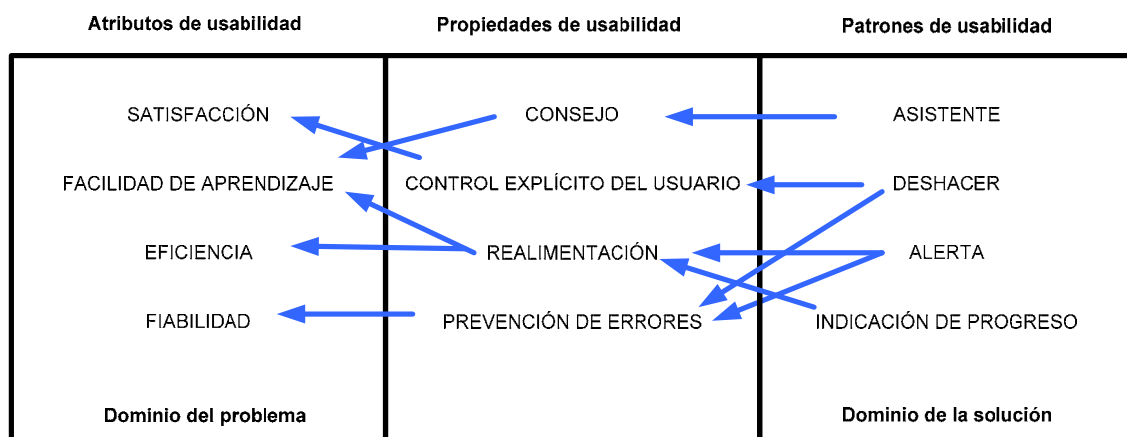 Atributos de usabilidad
Propiedades de usabilidad
Patrones de usabilidad
SATISFACCIÓN
CONSEJO
ASISTENTE
FACILIDAD DE APRENDIZAJE
CONTROL EXPLÍCITO DEL USUARIO
DESHACER
EFICIENCIA
REALIMENTACIÓN
ALERTA
FIABILIDAD
PREVENCIÓN DE ERRORES
INDICACIÓN DE PROGRESO
Dominio del problema
Dominio de la solución